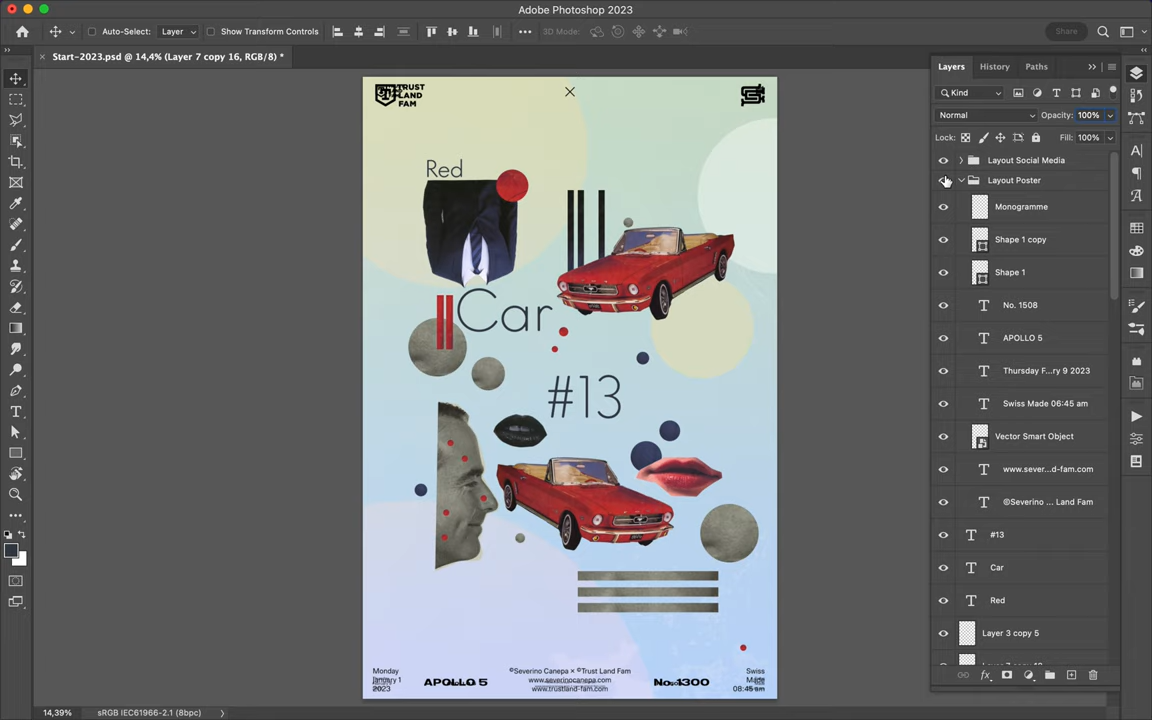 Adobe Photoshop 2023
Auto-Select: Layer Show Transform Controls 3D Mode: Share
Start-2023.psd @ 14,4% (Layer 7 copy 16, RGB/8) *
TRUST
LAND
FAM
Red
Car
#13
Monday
January 1
2023
APOLLO 5
©Severino Canepa × ©Trust Land Fam
www.severinocanepa.com
www.trustland-fam.com
No. 1300
Swiss
Made
08:45 am
Layers History Paths
Kind
Normal Opacity: 100%
Lock: Fill: 100%
Layout Social Media
Layout Poster
Monogramme
Shape 1 copy
Shape 1
No. 1508
APOLLO 5
Thursday F...ry 9 2023
Swiss Made 06:45 am
Vector Smart Object
www.sever...d-fam.com
©Severino ... Land Fam
#13
Car
Red
Layer 3 copy 5
14,39% sRGB IEC61966-2.1 (8bpc)